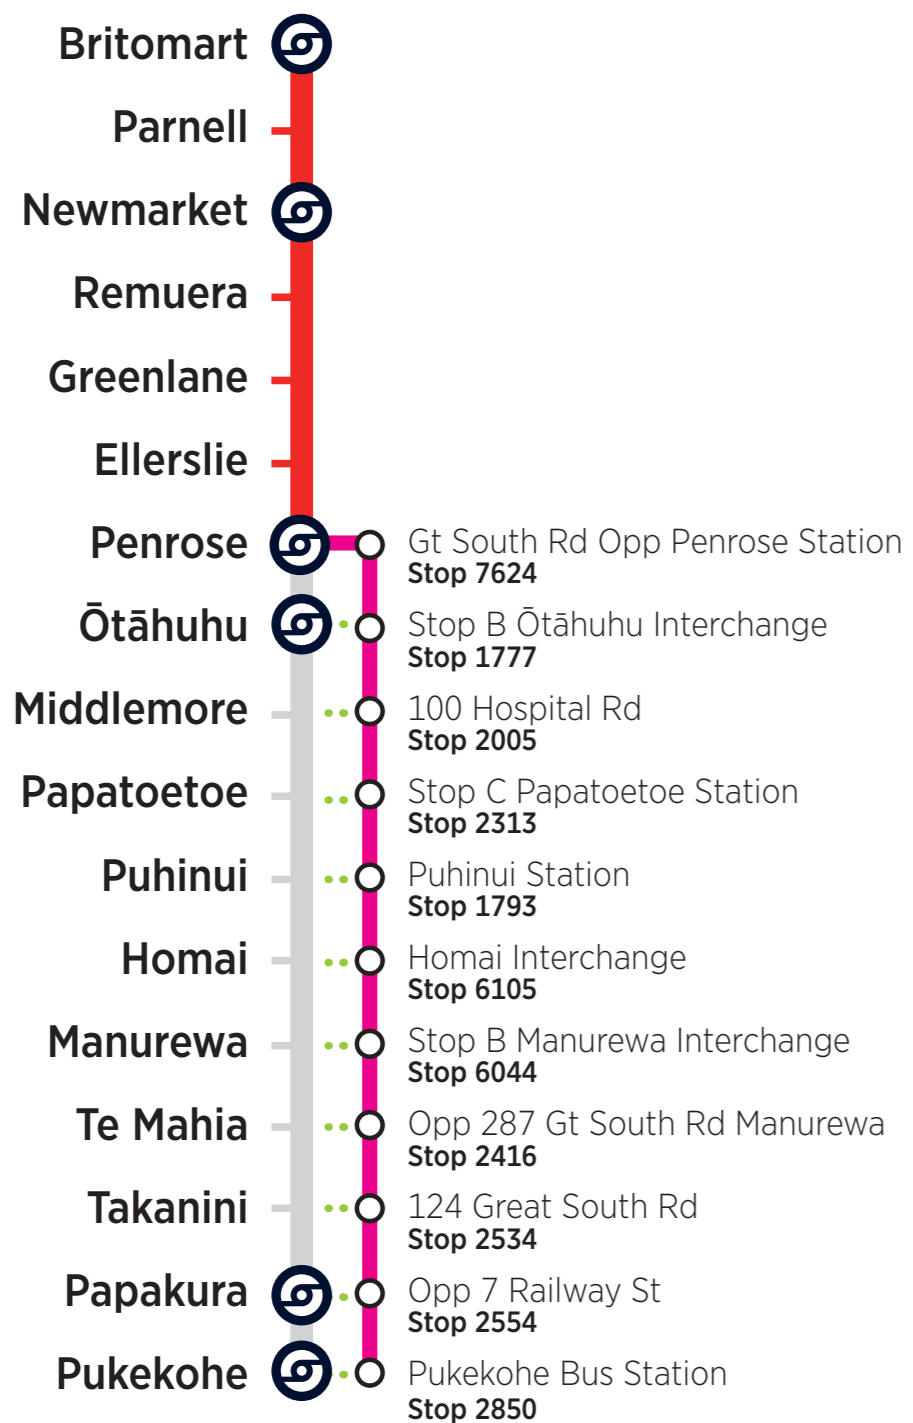 Britomart
Parnell
Newmarket
Remuera
Greenlane
Ellerslie
Penrose
Gt South Rd Opp Penrose Station
Stop 7624
Ōtāhuhu
Stop B Ōtāhuhu Interchange
Stop 1777
Middlemore
100 Hospital Rd
Stop 2005
Papatoetoe
Stop C Papatoetoe Station
Stop 2313
Puhinui
Puhinui Station
Stop 1793
Homai
Homai Interchange
Stop 6105
Manurewa
Stop B Manurewa Interchange
Stop 6044
Te Mahia
Opp 287 Gt South Rd Manurewa
Stop 2416
Takanini
124 Great South Rd
Stop 2534
Papakura
Opp 7 Railway St
Stop 2554
Pukekohe
Pukekohe Bus Station
Stop 2850